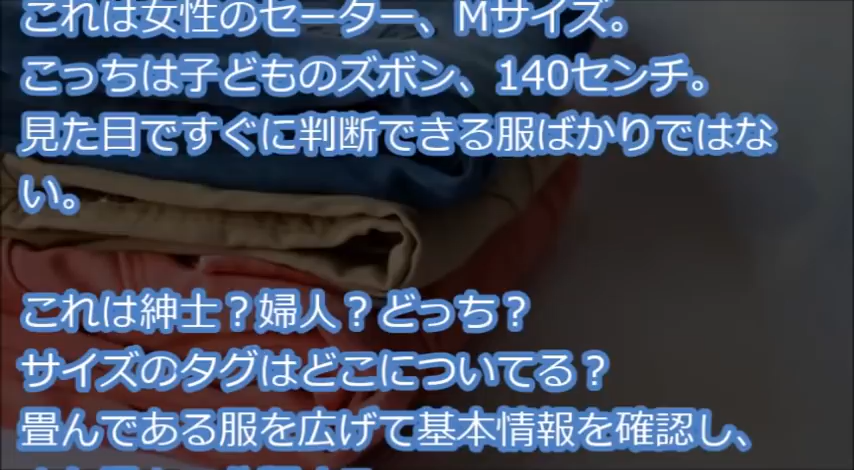 これは女性のセーター、Mサイズ。
こっちは子どものズボン、140センチ。
見た目ですぐに判断できる服ばかりではな
い。
これは紳士？婦人？どっち？
サイズのタグはどこについてる？
畳んである服を広げて基本情報を確認し、